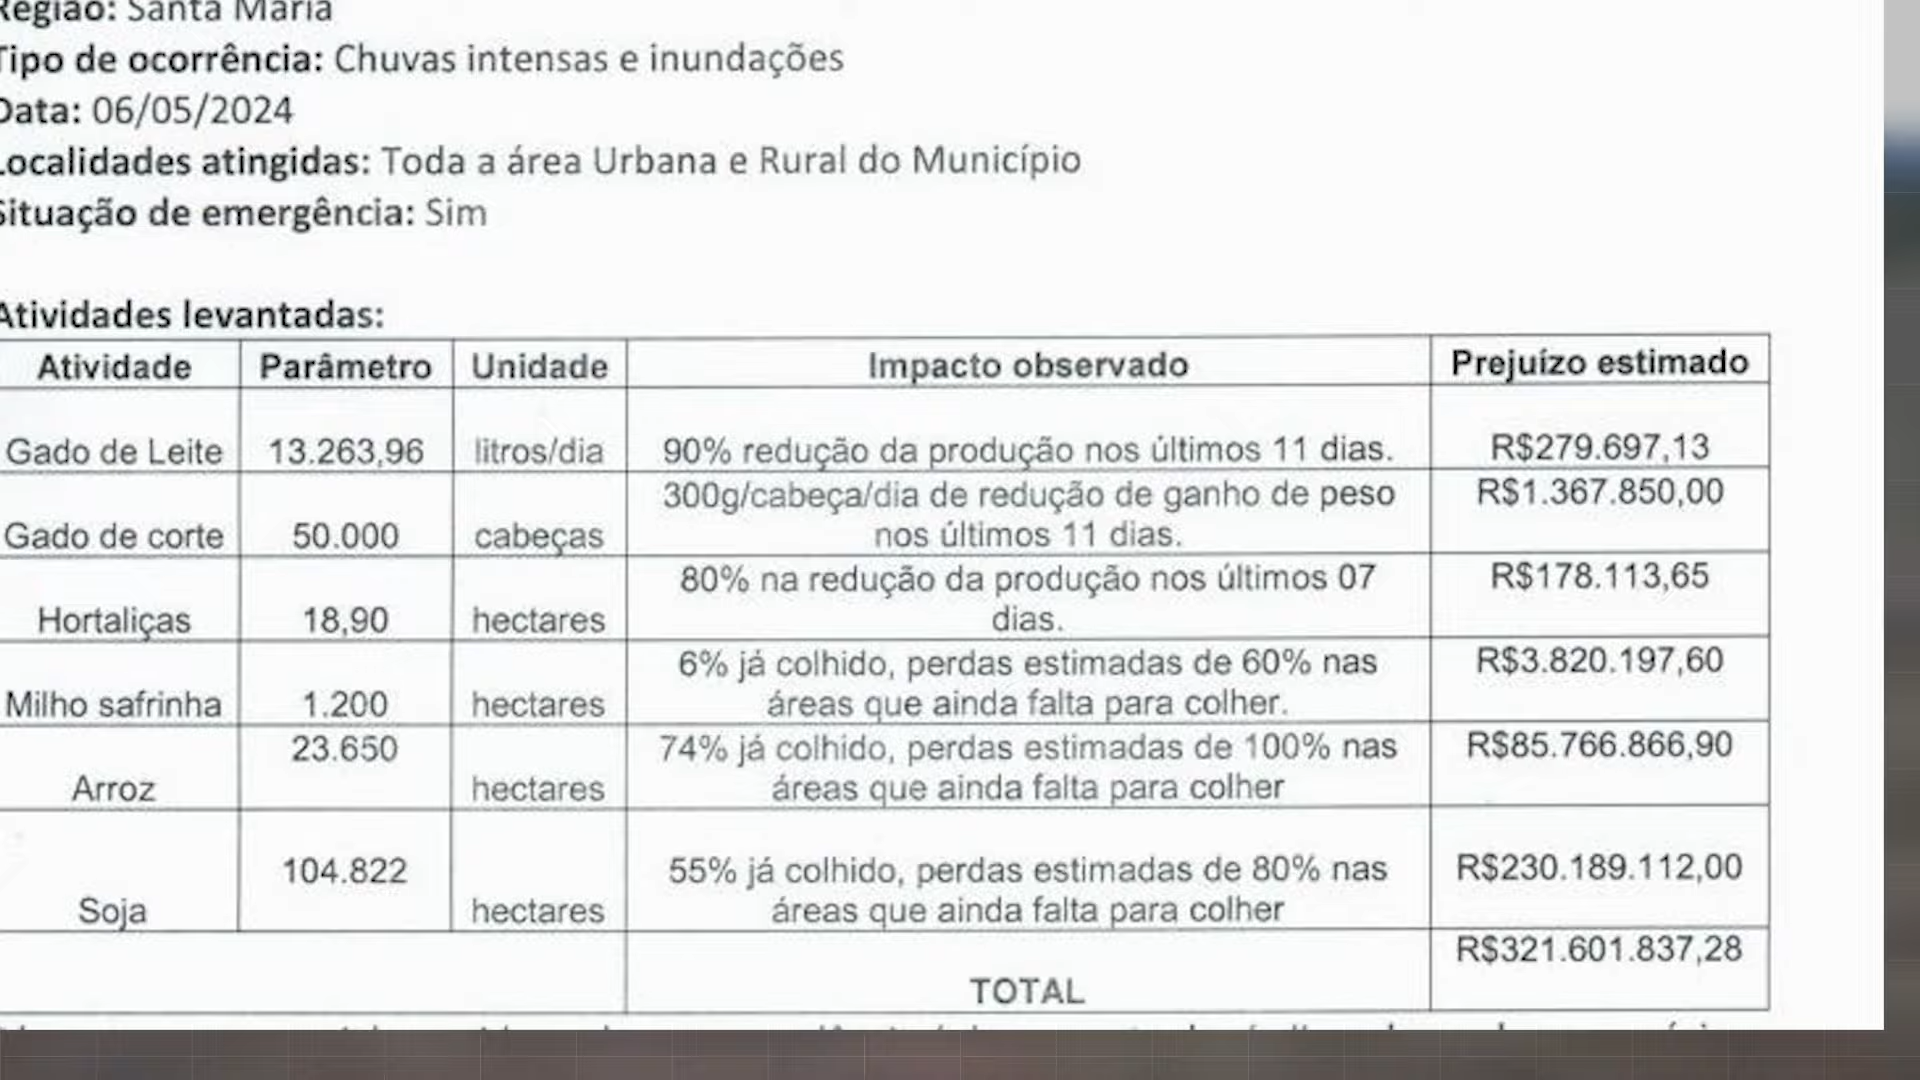 Região: Santa Maria
Tipo de ocorrência: Chuvas intensas e inundações
Data: 06/05/2024
Localidades atingidas: Toda a área Urbana e Rural do Município
Situação de emergência: Sim
Atividades levantadas:
Atividade Parâmetro Unidade Impacto observado Prejuízo estimado
Gado de Leite 13.263,96 litros/dia 90% redução da produção nos últimos 11 dias. R$279.697,13
300g/cabeça/dia de redução de ganho de peso R$1.367.850,00
Gado de corte 50.000 cabeças nos últimos 11 dias.
80% na redução da produção nos últimos 07 R$178.113,65
Hortaliças 18,90 hectares dias.
6% já colhido, perdas estimadas de 60% nas R$3.820.197,60
Milho safrinha 1.200 hectares áreas que ainda falta para colher.
23.650 74% já colhido, perdas estimadas de 100% nas R$85.766.866,90
Arroz hectares áreas que ainda falta para colher
104.822 55% já colhido, perdas estimadas de 80% nas R$230.189.112,00
Soja hectares áreas que ainda falta para colher
R$321.601.837,28
TOTAL